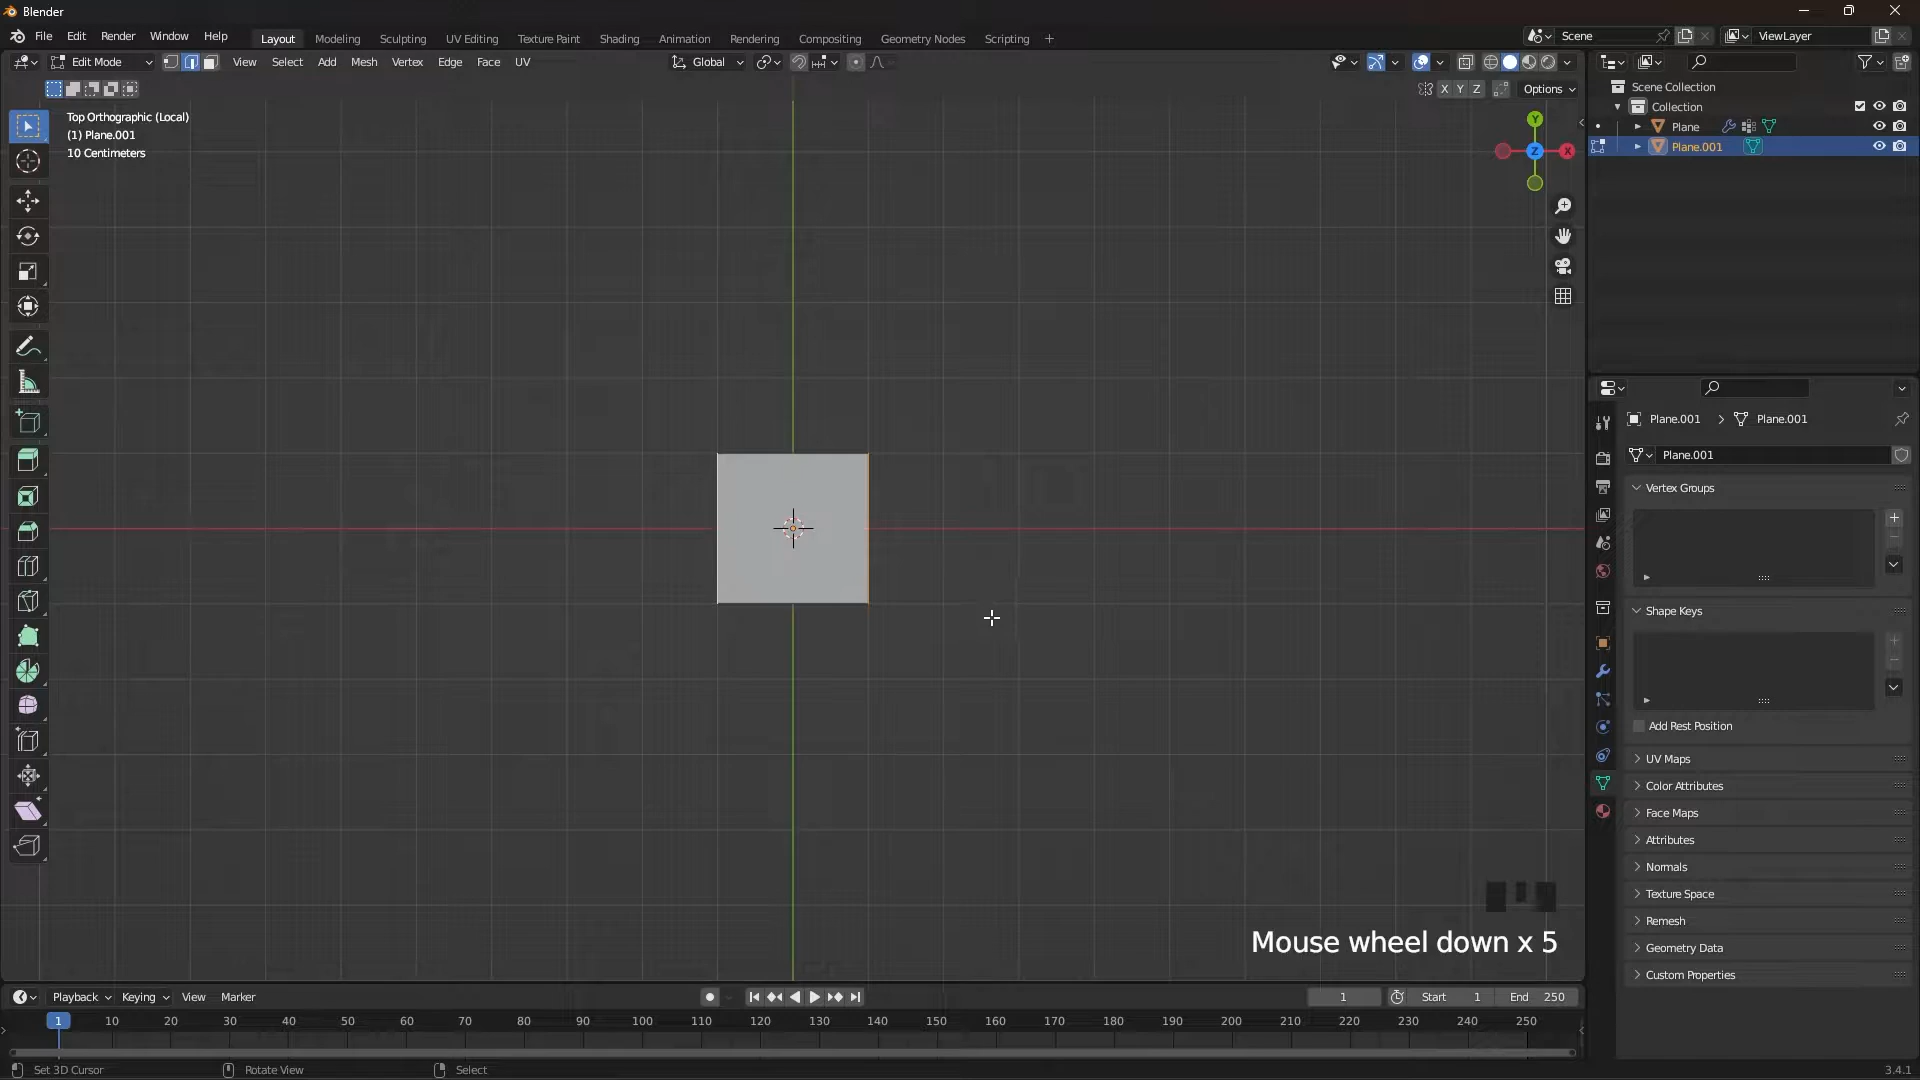 Blender
File Edit Render Window Help Layout Modeling Sculpting UV Editing Texture Paint Shading Animation Rendering Compositing Geometry Nodes Scripting + Scene ViewLayer
Edit Mode View Select Add Mesh Vertex Edge Face UV Global
X Y Z Options
Top Orthographic (Local)
(1) Plane.001
10 Centimeters
Y
X
Z
Scene Collection
Collection
Plane
Plane.001
Plane.001 > Plane.001
Plane.001
Vertex Groups
Shape Keys
Add Rest Position
UV Maps
Color Attributes
Face Maps
Attributes
Normals
Texture Space
Remesh
Geometry Data
Custom Properties
Mouse wheel down x 5
Playback Keying View Marker 1 Start 1 End 250
1 10 20 30 40 50 60 70 80 90 100 110 120 130 140 150 160 170 180 190 200 210 220 230 240 250
Set 3D Cursor Rotate View Select 3.4.1